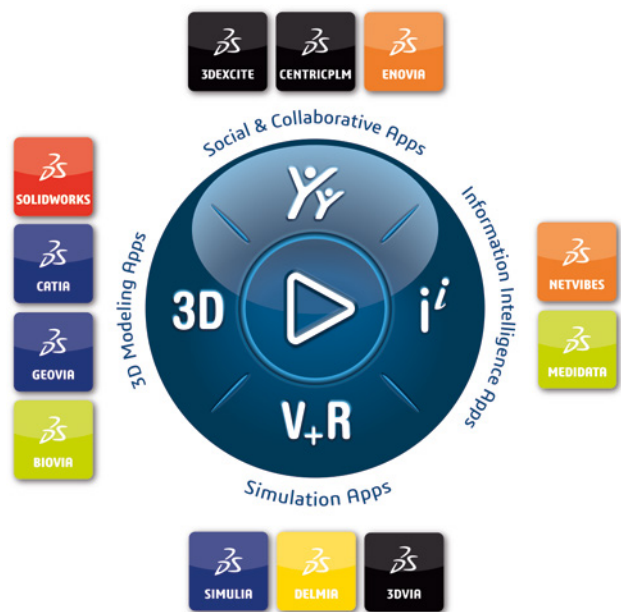 3DEXCITE
CENTRICPLM
ENOVIA
Social & Collaborative Apps
SOLIDWORKS
CATIA
GEOVIA
BIOVIA
3D Modeling Apps
3D
i i
V+R
Information Intelligence Apps
NETVIBES
MEDIDATA
Simulation Apps
SIMULIA
DELMIA
3DVIA